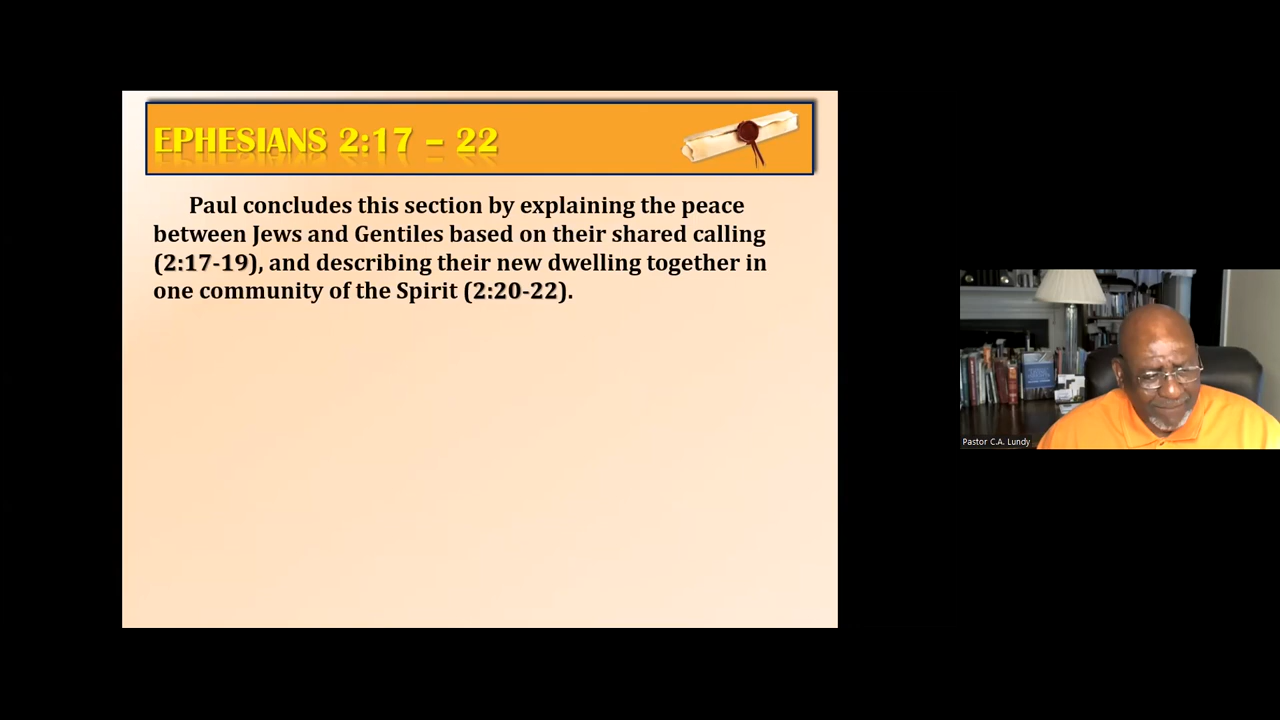 EPHESIANS 2:17 – 22
Paul concludes this section by explaining the peace
between Jews and Gentiles based on their shared calling
(2:17-19), and describing their new dwelling together in
one community of the Spirit (2:20-22).
Pastor C.A. Lundy